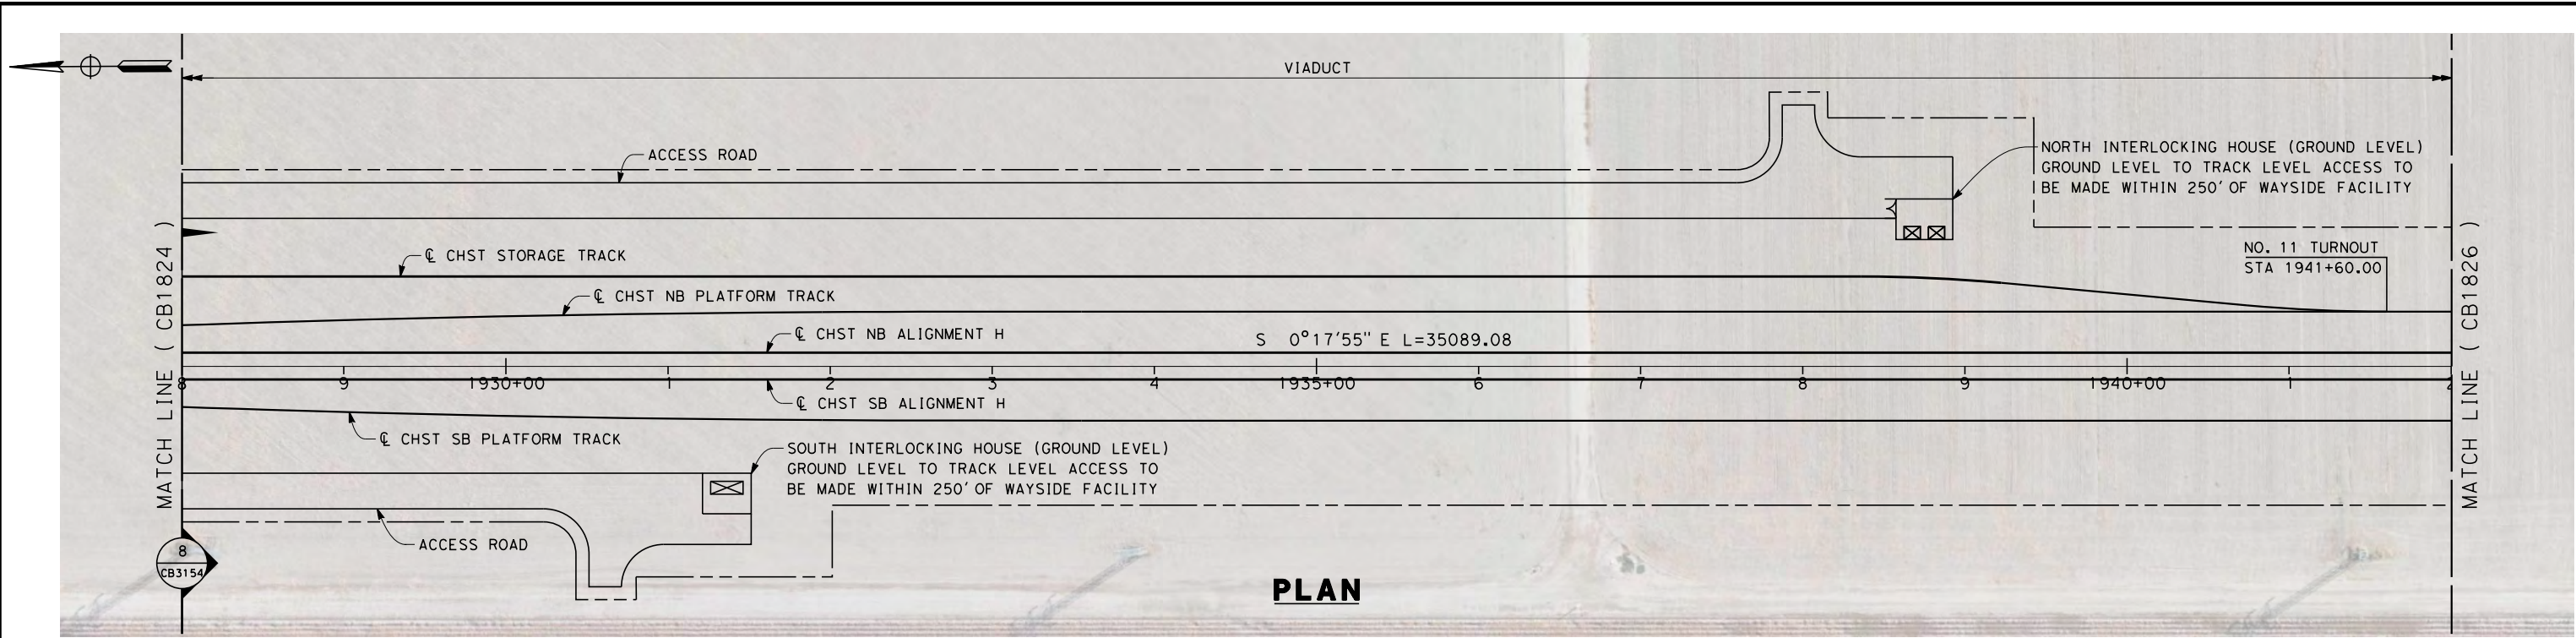 VIADUCT
ACCESS ROAD
NORTH INTERLOCKING HOUSE (GROUND LEVEL)
GROUND LEVEL TO TRACK LEVEL ACCESS TO
BE MADE WITHIN 250' OF WAYSIDE FACILITY
MATCH LINE ( CB1824 )
℄ CHST STORAGE TRACK
NO. 11 TURNOUT
STA 1941+60.00
MATCH LINE ( CB1826 )
℄ CHST NB PLATFORM TRACK
℄ CHST NB ALIGNMENT H
S 0°17'55" E L=35089.08
8 9 1930+00 1 2 3 4 1935+00 6 7 8 9 1940+00 1 2
℄ CHST SB ALIGNMENT H
℄ CHST SB PLATFORM TRACK
SOUTH INTERLOCKING HOUSE (GROUND LEVEL)
GROUND LEVEL TO TRACK LEVEL ACCESS TO
BE MADE WITHIN 250' OF WAYSIDE FACILITY
ACCESS ROAD
8
CB3154
PLAN